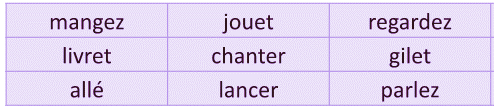 mangez jouet regardez
livret chanter gilet
allé lancer parlez